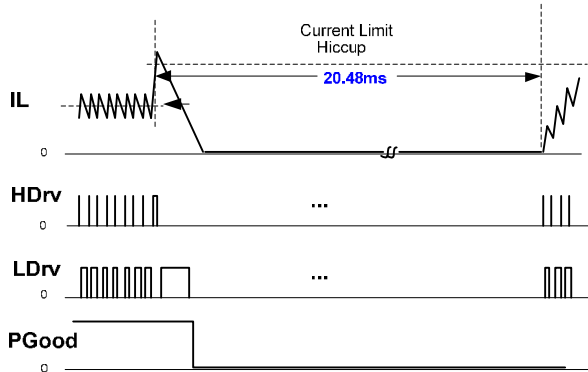 Current Limit
Hiccup
20.48ms
IL
0
HDrv
...
0
LDrv
...
0
PGood
0